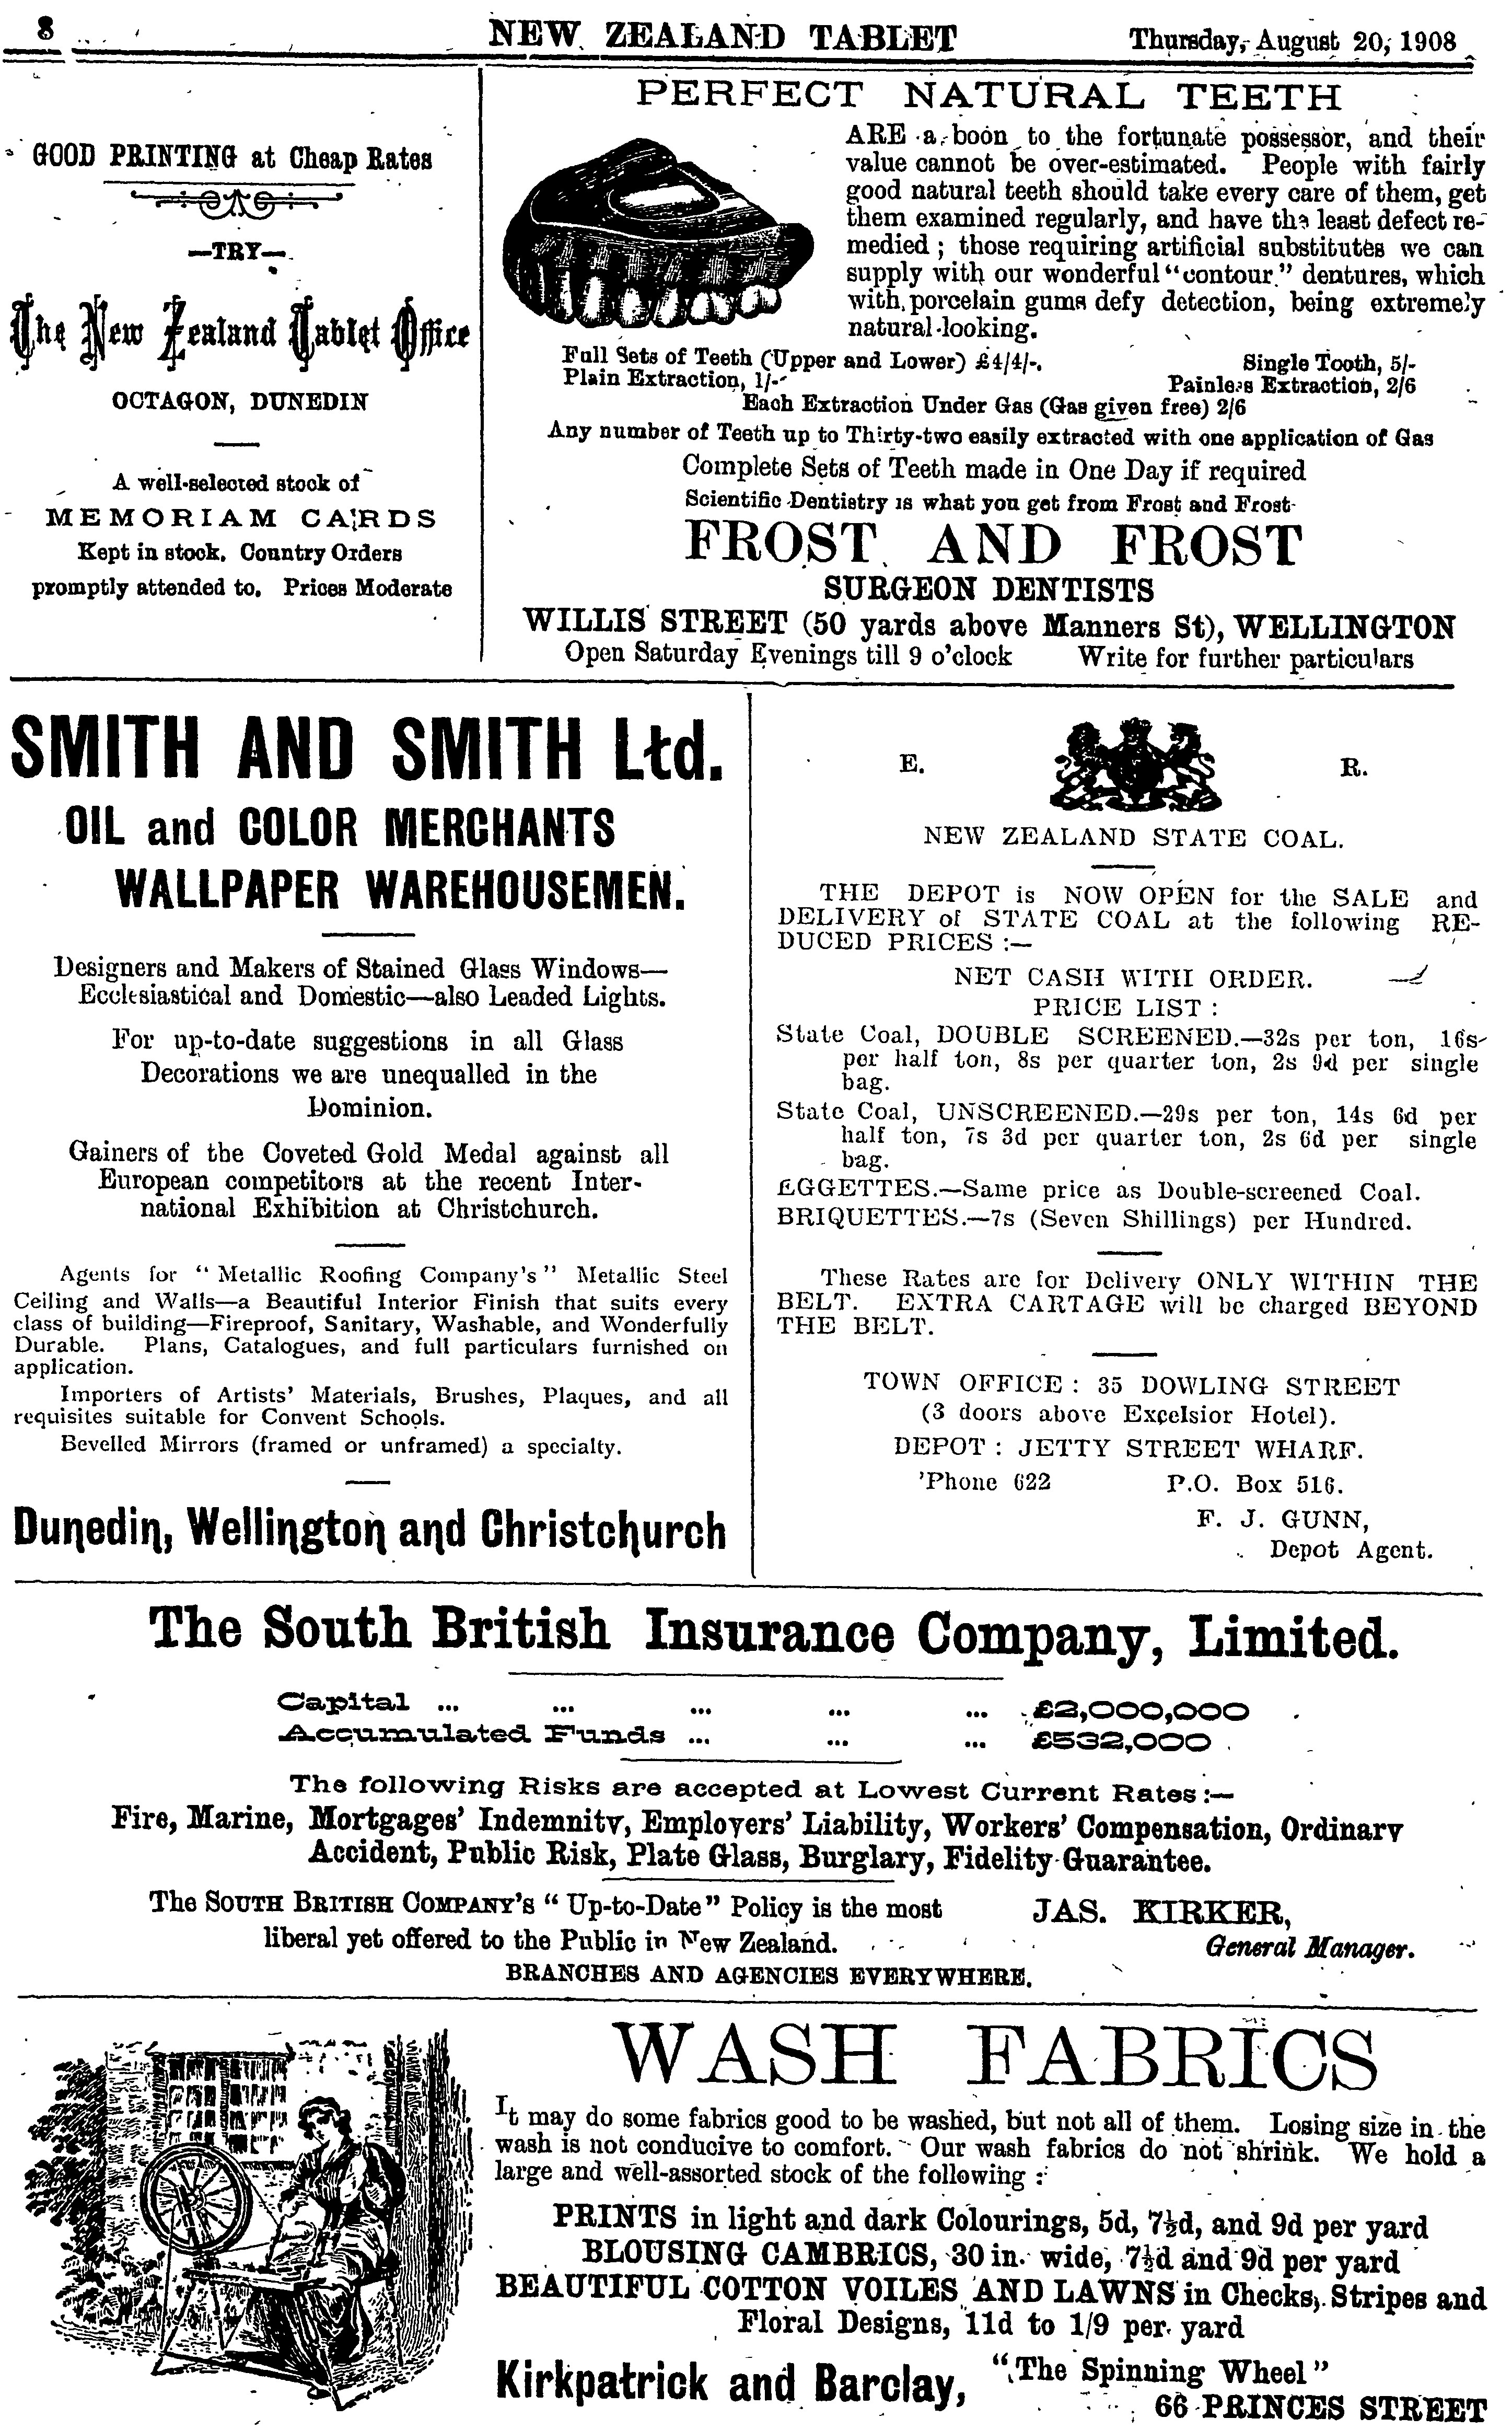 8
NEW ZEALAND TABLET
Thursday, August 20, 1908
GOOD PRINTING at Cheap Rates
—TRY—
The New Zealand Tablet Office
OCTAGON, DUNEDIN
A well-selected stock of
MEMORIAM CARDS
Kept in stock. Country Orders
promptly attended to. Prices Moderate
PERFECT NATURAL TEETH
ARE a boon to the fortunate possessor, and their
value cannot be over-estimated. People with fairly
good natural teeth should take every care of them, get
them examined regularly, and have the least defect re-
medied ; those requiring artificial substitutes we can
supply with our wonderful "contour" dentures, which
with porcelain gums defy detection, being extremely
natural-looking.
Full Sets of Teeth (Upper and Lower) £4/4/-. Single Tooth, 5/-
Plain Extraction, 1/- Painless Extraction, 2/6
Each Extraction Under Gas (Gas given free) 2/6
Any number of Teeth up to Thirty-two easily extracted with one application of Gas
Complete Sets of Teeth made in One Day if required
Scientific Dentistry is what you get from Frost and Frost
FROST AND FROST
SURGEON DENTISTS
WILLIS STREET (50 yards above Manners St), WELLINGTON
Open Saturday Evenings till 9 o'clock Write for further particulars
SMITH AND SMITH Ltd.
OIL and COLOR MERCHANTS
WALLPAPER WAREHOUSEMEN.
Designers and Makers of Stained Glass Windows—
Ecclesiastical and Domestic—also Leaded Lights.
For up-to-date suggestions in all Glass
Decorations we are unequalled in the
Dominion.
Gainers of the Coveted Gold Medal against all
European competitors at the recent Inter-
national Exhibition at Christchurch.
Agents for "Metallic Roofing Company's" Metallic Steel
Ceiling and Walls—a Beautiful Interior Finish that suits every
class of building—Fireproof, Sanitary, Washable, and Wonderfully
Durable. Plans, Catalogues, and full particulars furnished on
application.
Importers of Artists' Materials, Brushes, Plaques, and all
requisites suitable for Convent Schools.
Bevelled Mirrors (framed or unframed) a specialty.
Dunedin, Wellington and Christchurch
E. R.
NEW ZEALAND STATE COAL.
THE DEPOT is NOW OPEN for the SALE and
DELIVERY of STATE COAL at the following RE-
DUCED PRICES :—
NET CASH WITH ORDER.
PRICE LIST :
State Coal, DOUBLE SCREENED.—32s per ton, 16s
per half ton, 8s per quarter ton, 2s 9d per single
bag.
State Coal, UNSCREENED.—29s per ton, 14s 6d per
half ton, 7s 3d per quarter ton, 2s 6d per single
bag.
EGGETTES.—Same price as Double-screened Coal.
BRIQUETTES.—7s (Seven Shillings) per Hundred.
These Rates are for Delivery ONLY WITHIN THE
BELT. EXTRA CARTAGE will be charged BEYOND
THE BELT.
TOWN OFFICE : 35 DOWLING STREET
(3 doors above Excelsior Hotel).
DEPOT : JETTY STREET WHARF.
'Phone 622 P.O. Box 516.
F. J. GUNN,
Depot Agent.
The South British Insurance Company, Limited.
Capital ... ... ... ... ... £2,000,000
Accumulated Funds ... ... ... £532,000
The following Risks are accepted at Lowest Current Rates :—
Fire, Marine, Mortgages' Indemnity, Employers' Liability, Workers' Compensation, Ordinary
Accident, Public Risk, Plate Glass, Burglary, Fidelity Guarantee.
The SOUTH BRITISH COMPANY'S "Up-to-Date" Policy is the most
liberal yet offered to the Public in New Zealand.
JAS. KIRKER,
General Manager.
BRANCHES AND AGENCIES EVERYWHERE.
WASH FABRICS
It may do some fabrics good to be washed, but not all of them. Losing size in the
wash is not conducive to comfort. Our wash fabrics do not shrink. We hold a
large and well-assorted stock of the following :
PRINTS in light and dark Colourings, 5d, 7½d, and 9d per yard
BLOUSING CAMBRICS, 30 in. wide, 7½d and 9d per yard
BEAUTIFUL COTTON VOILES AND LAWNS in Checks, Stripes and
Floral Designs, 11d to 1/9 per yard
Kirkpatrick and Barclay, "The Spinning Wheel"
66 PRINCES STREET